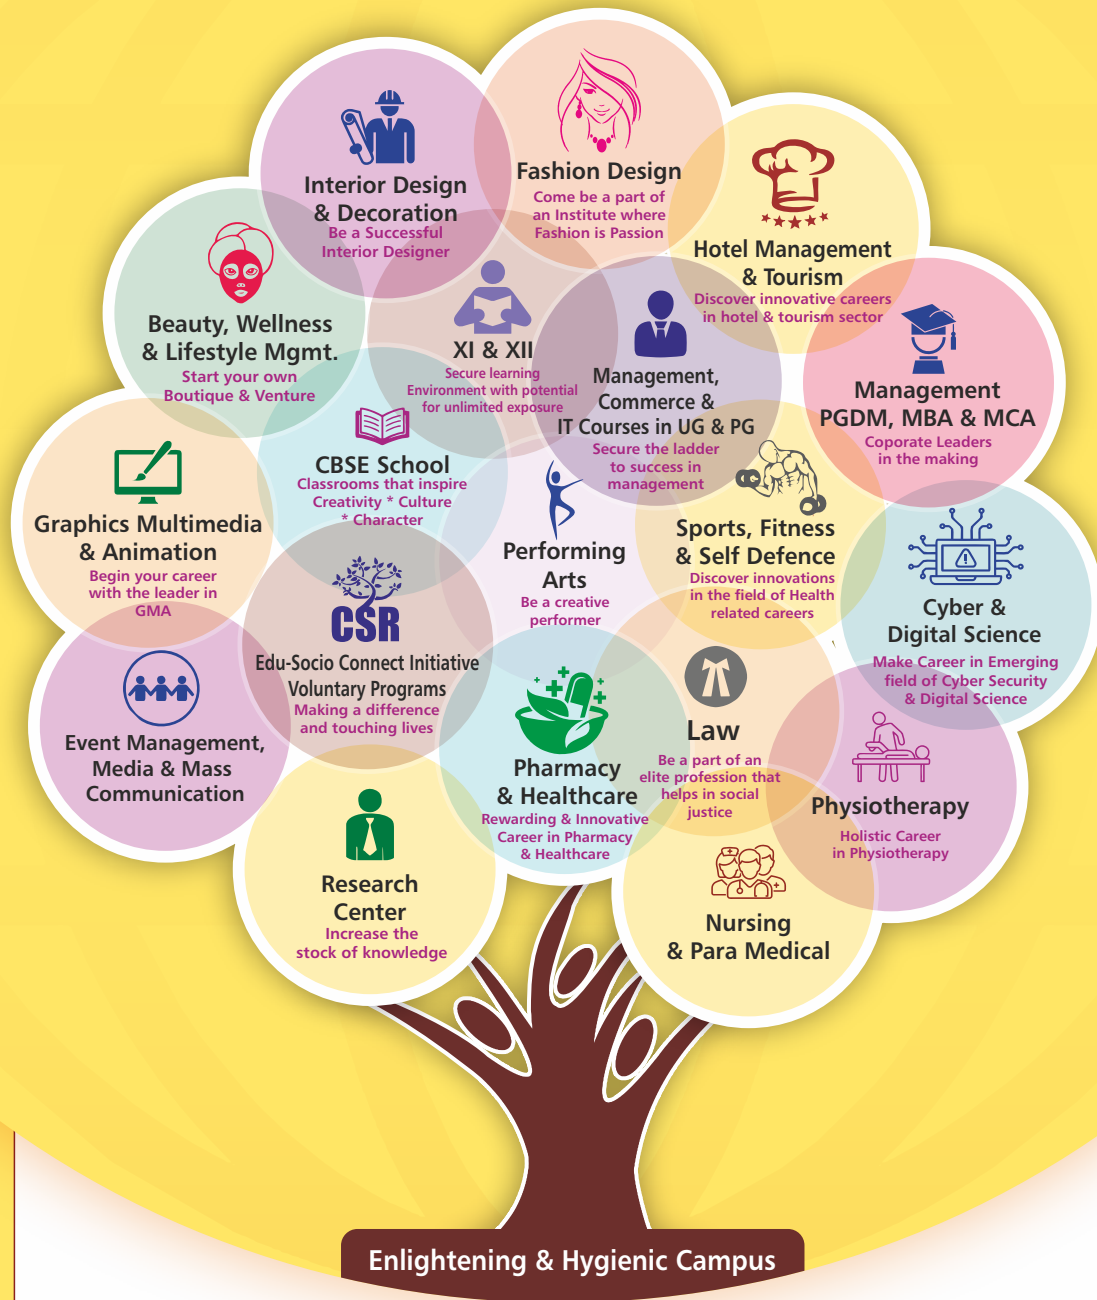 Fashion Design
Come be a part of
an Institute where
Fashion is Passion
Interior Design
& Decoration
Be a Successful
Interior Designer
Hotel Management
& Tourism
Discover innovative careers
in hotel & tourism sector
Beauty, Wellness
& Lifestyle Mgmt.
Start your own
Boutique & Venture
XI & XII
Secure learning
Environment with potential
for unlimited exposure
Management,
Commerce &
IT Courses in UG & PG
Secure the ladder
to success in
management
Management
PGDM, MBA & MCA
Coporate Leaders
in the making
CBSE School
Classrooms that inspire
Creativity * Culture
* Character
Graphics Multimedia
& Animation
Begin your career
with the leader in
GMA
Performing
Arts
Be a creative
performer
Sports, Fitness
& Self Defence
Discover innovations
in the field of Health
related careers
Cyber &
Digital Science
Make Career in Emerging
field of Cyber Security
& Digital Science
CSR
Edu-Socio Connect Initiative
Voluntary Programs
Making a difference
and touching lives
Event Management,
Media & Mass
Communication
Pharmacy
& Healthcare
Rewarding & Innovative
Career in Pharmacy
& Healthcare
Law
Be a part of an
elite profession that
helps in social
justice
Physiotherapy
Holistic Career
in Physiotherapy
Research
Center
Increase the
stock of knowledge
Nursing
& Para Medical
Enlightening & Hygienic Campus